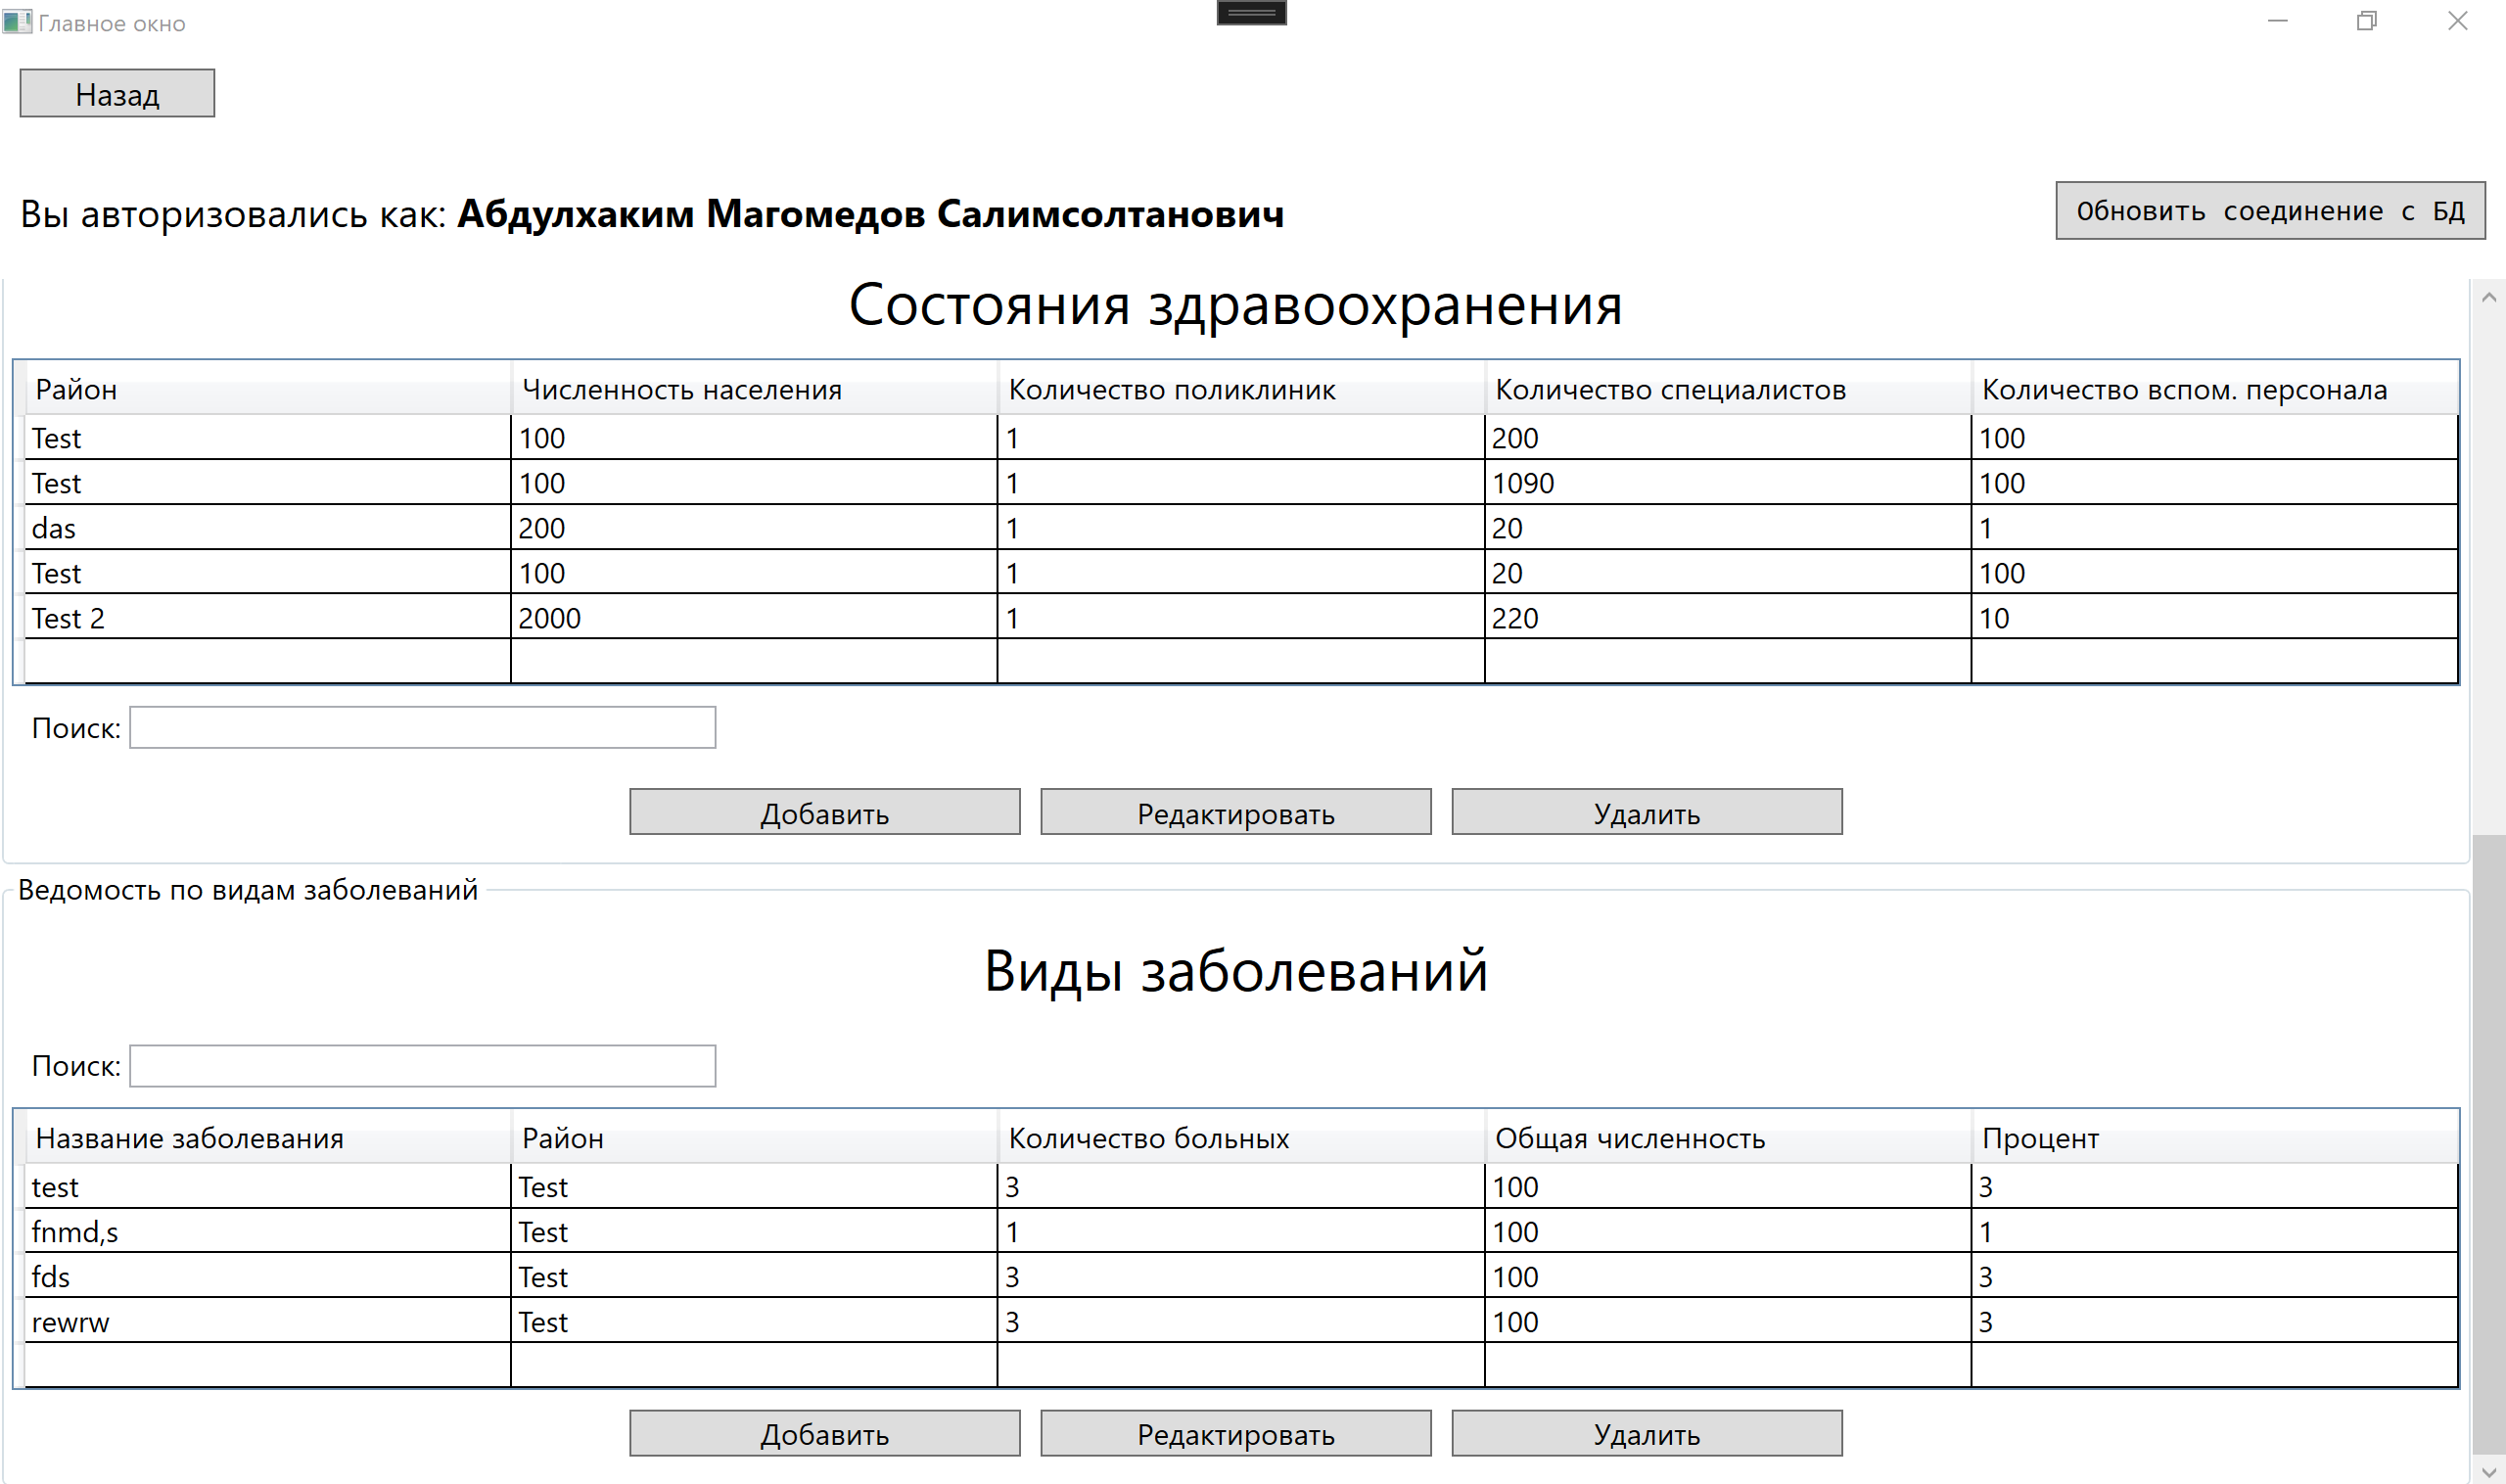 Главное окно
Назад
Вы авторизовались как: Абдулхаким Магомедов Салимсолтанович
Обновить соединение с БД
Состояния здравоохранения
Район Численность населения Количество поликлиник Количество специалистов Количество вспом. персонала
Test 100 1 200 100
Test 100 1 1090 100
das 200 1 20 1
Test 100 1 20 100
Test 2 2000 1 220 10
Поиск:
Добавить Редактировать Удалить
Ведомость по видам заболеваний
Виды заболеваний
Поиск:
Название заболевания Район Количество больных Общая численность Процент
test Test 3 100 3
fnmd,s Test 1 100 1
fds Test 3 100 3
rewrw Test 3 100 3
Добавить Редактировать Удалить